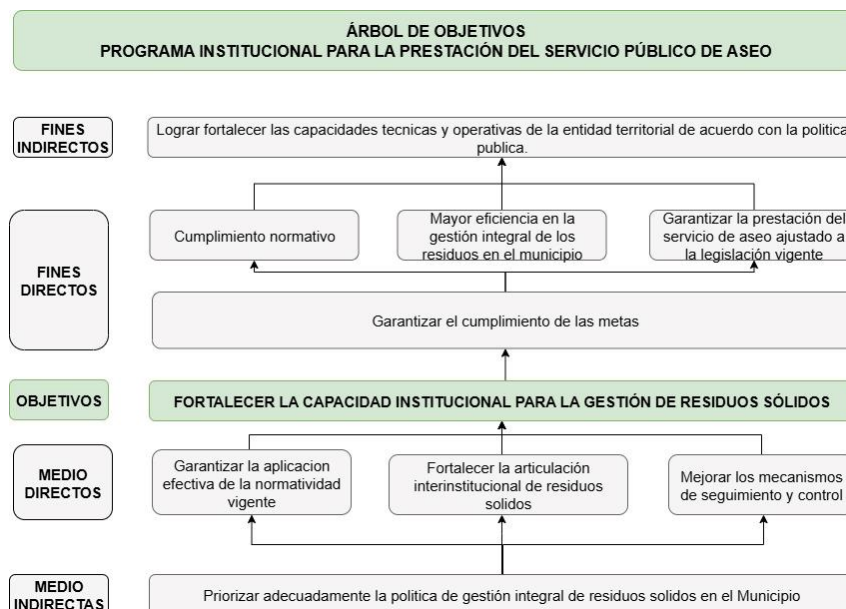 ÁRBOL DE OBJETIVOS
PROGRAMA INSTITUCIONAL PARA LA PRESTACIÓN DEL SERVICIO PÚBLICO DE ASEO
FINES
INDIRECTOS
Lograr fortalecer las capacidades tecnicas y operativas de la entidad territorial de acuerdo con la politica
publica.
Cumplimiento normativo
Mayor eficiencia en la
gestión integral de los
residuos en el municipio
Garantizar la prestación del
servicio de aseo ajustado a
la legislación vigente
FINES
DIRECTOS
Garantizar el cumplimiento de las metas
OBJETIVOS
FORTALECER LA CAPACIDAD INSTITUCIONAL PARA LA GESTIÓN DE RESIDUOS SÓLIDOS
MEDIO
DIRECTOS
Garantizar la aplicacion
efectiva de la normatividad
vigente
Fortalecer la articulación
interinstitucional de residuos
solidos
Mejorar los mecanismos
de seguimiento y control
MEDIO
INDIRECTAS
Priorizar adecuadamente la politica de gestión integral de residuos solidos en el Municipio